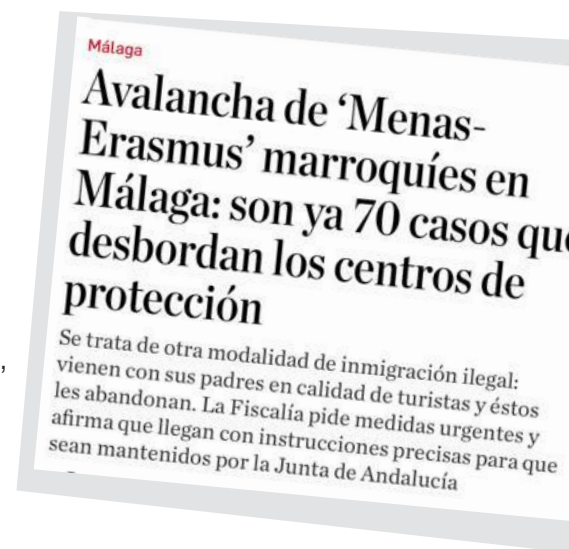 Málaga
Avalancha de ‘Menas-
Erasmus’ marroquíes en
Málaga: son ya 70 casos que
desbordan los centros de
protección
Se trata de otra modalidad de inmigración ilegal:
vienen con sus padres en calidad de turistas y éstos
les abandonan. La Fiscalía pide medidas urgentes y
afirma que llegan con instrucciones precisas para que
sean mantenidos por la Junta de Andalucía
,